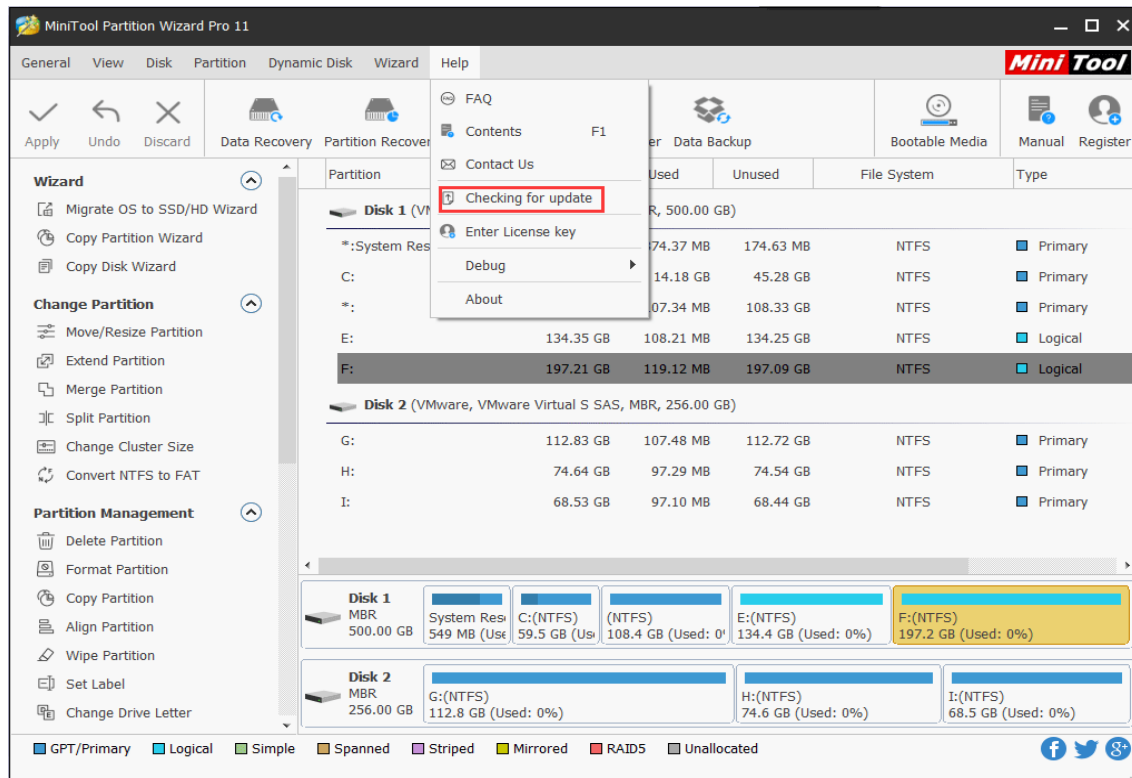 MiniTool Partition Wizard Pro 11
General View Disk Partition Dynamic Disk Wizard Help
Mini Tool
Apply Undo Discard Data Recovery Partition Recover er Data Backup Bootable Media Manual Register
FAQ
Contents F1
Contact Us
Checking for update
Enter License key
Debug
About
Wizard
Migrate OS to SSD/HD Wizard
Copy Partition Wizard
Copy Disk Wizard
Change Partition
Move/Resize Partition
Extend Partition
Merge Partition
Split Partition
Change Cluster Size
Convert NTFS to FAT
Partition Management
Delete Partition
Format Partition
Copy Partition
Align Partition
Wipe Partition
Set Label
Change Drive Letter
Partition Used Unused File System Type
Disk 1 (VM R, 500.00 GB)
*:System Res 374.37 MB 174.63 MB NTFS Primary
C: 14.18 GB 45.28 GB NTFS Primary
*: 07.34 MB 108.33 GB NTFS Primary
E: 134.35 GB 108.21 MB 134.25 GB NTFS Logical
F: 197.21 GB 119.12 MB 197.09 GB NTFS Logical
Disk 2 (VMware, VMware Virtual S SAS, MBR, 256.00 GB)
G: 112.83 GB 107.48 MB 112.72 GB NTFS Primary
H: 74.64 GB 97.29 MB 74.54 GB NTFS Primary
I: 68.53 GB 97.10 MB 68.44 GB NTFS Primary
Disk 1
MBR
500.00 GB
System Res
549 MB (Use
C:(NTFS)
59.5 GB (Us
(NTFS)
108.4 GB (Used: 0
E:(NTFS)
134.4 GB (Used: 0%)
F:(NTFS)
197.2 GB (Used: 0%)
Disk 2
MBR
256.00 GB
G:(NTFS)
112.8 GB (Used: 0%)
H:(NTFS)
74.6 GB (Used: 0%)
I:(NTFS)
68.5 GB (Used: 0%)
GPT/Primary Logical Simple Spanned Striped Mirrored RAID5 Unallocated